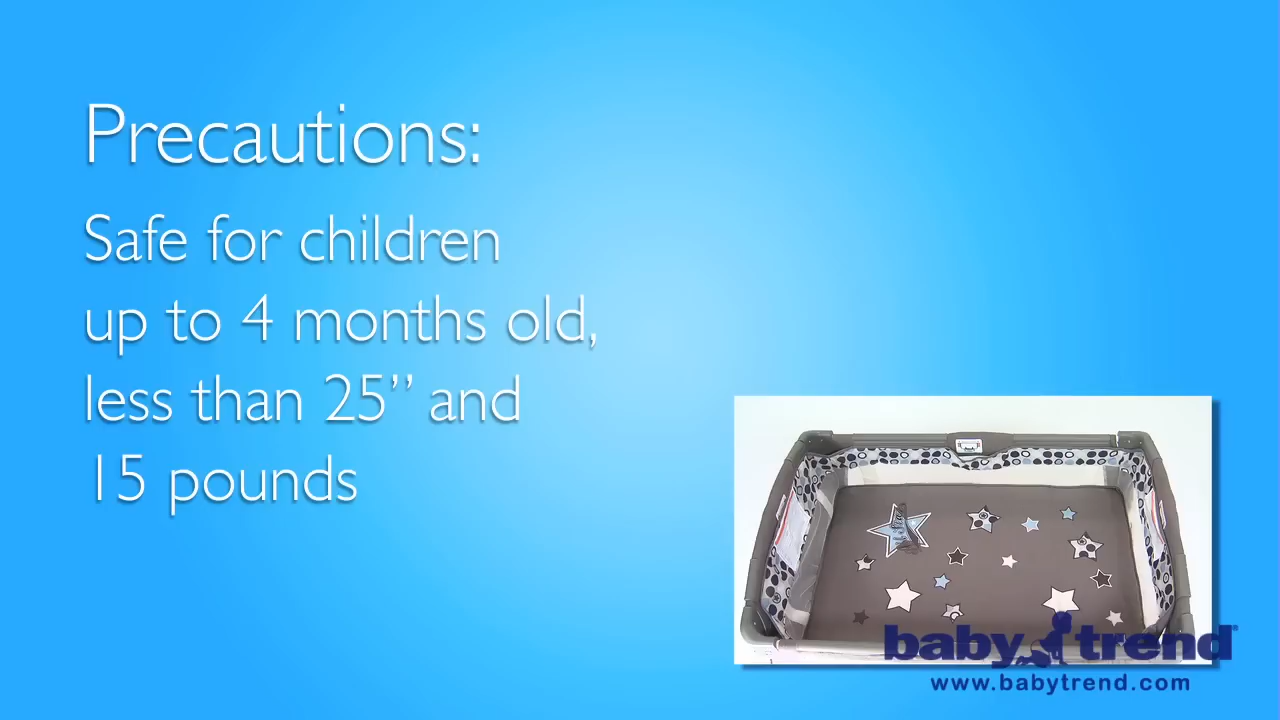 Precautions:
Safe for children
up to 4 months old,
less than 25’’ and
15 pounds
baby trend®
www.babytrend.com